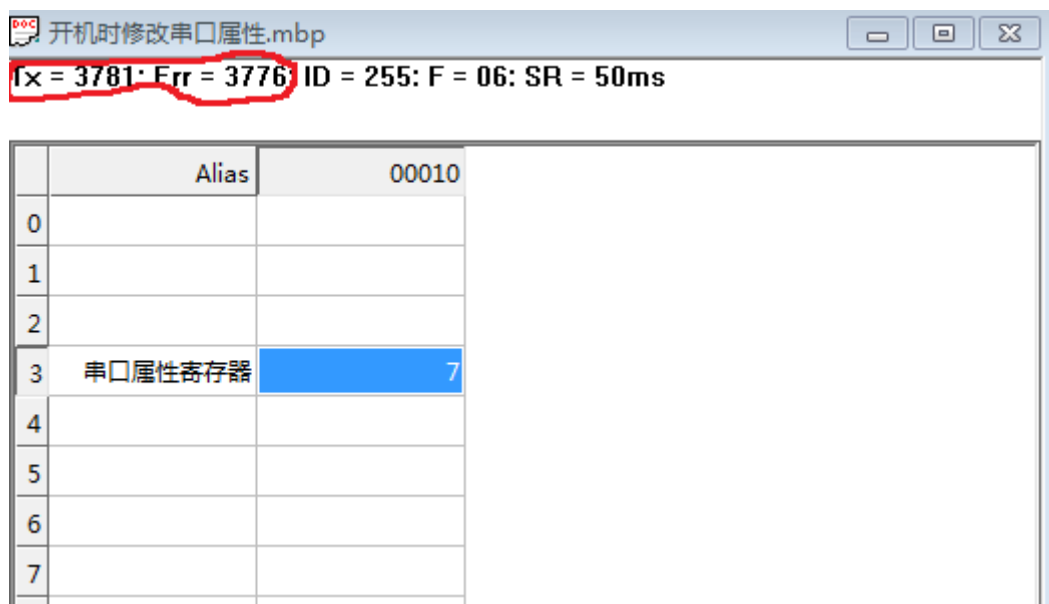 开机时修改串口属性.mbp
Tx = 3781: Err = 3776: ID = 255: F = 06: SR = 50ms
Alias 00010
0
1
2
3 串口属性寄存器 7
4
5
6
7